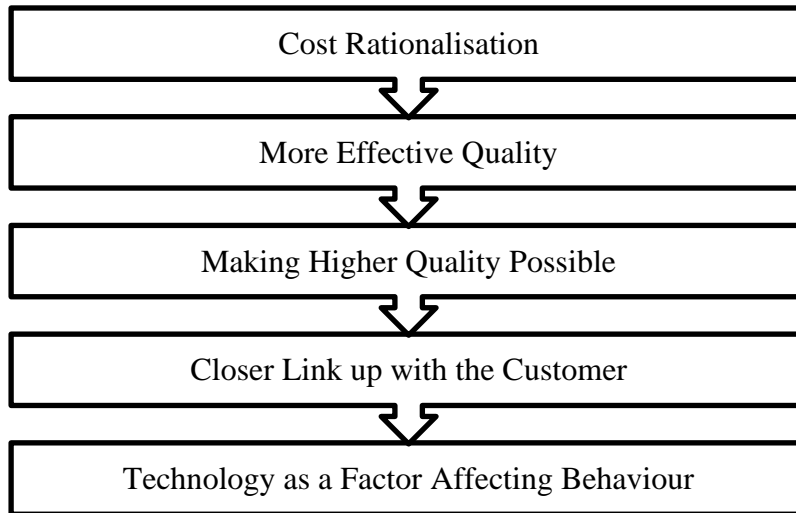 Cost Rationalisation
More Effective Quality
Making Higher Quality Possible
Closer Link up with the Customer
Technology as a Factor Affecting Behaviour